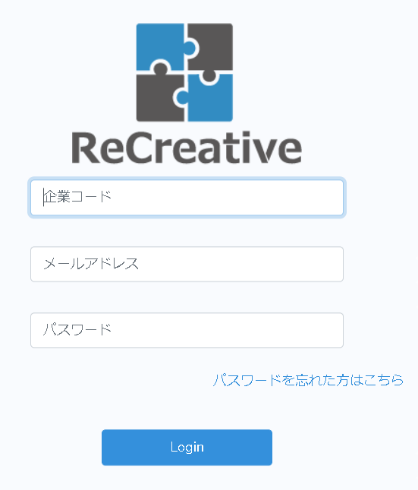 ReCreative
企業コード
メールアドレス
パスワード
パスワードを忘れた方はこちら
Login